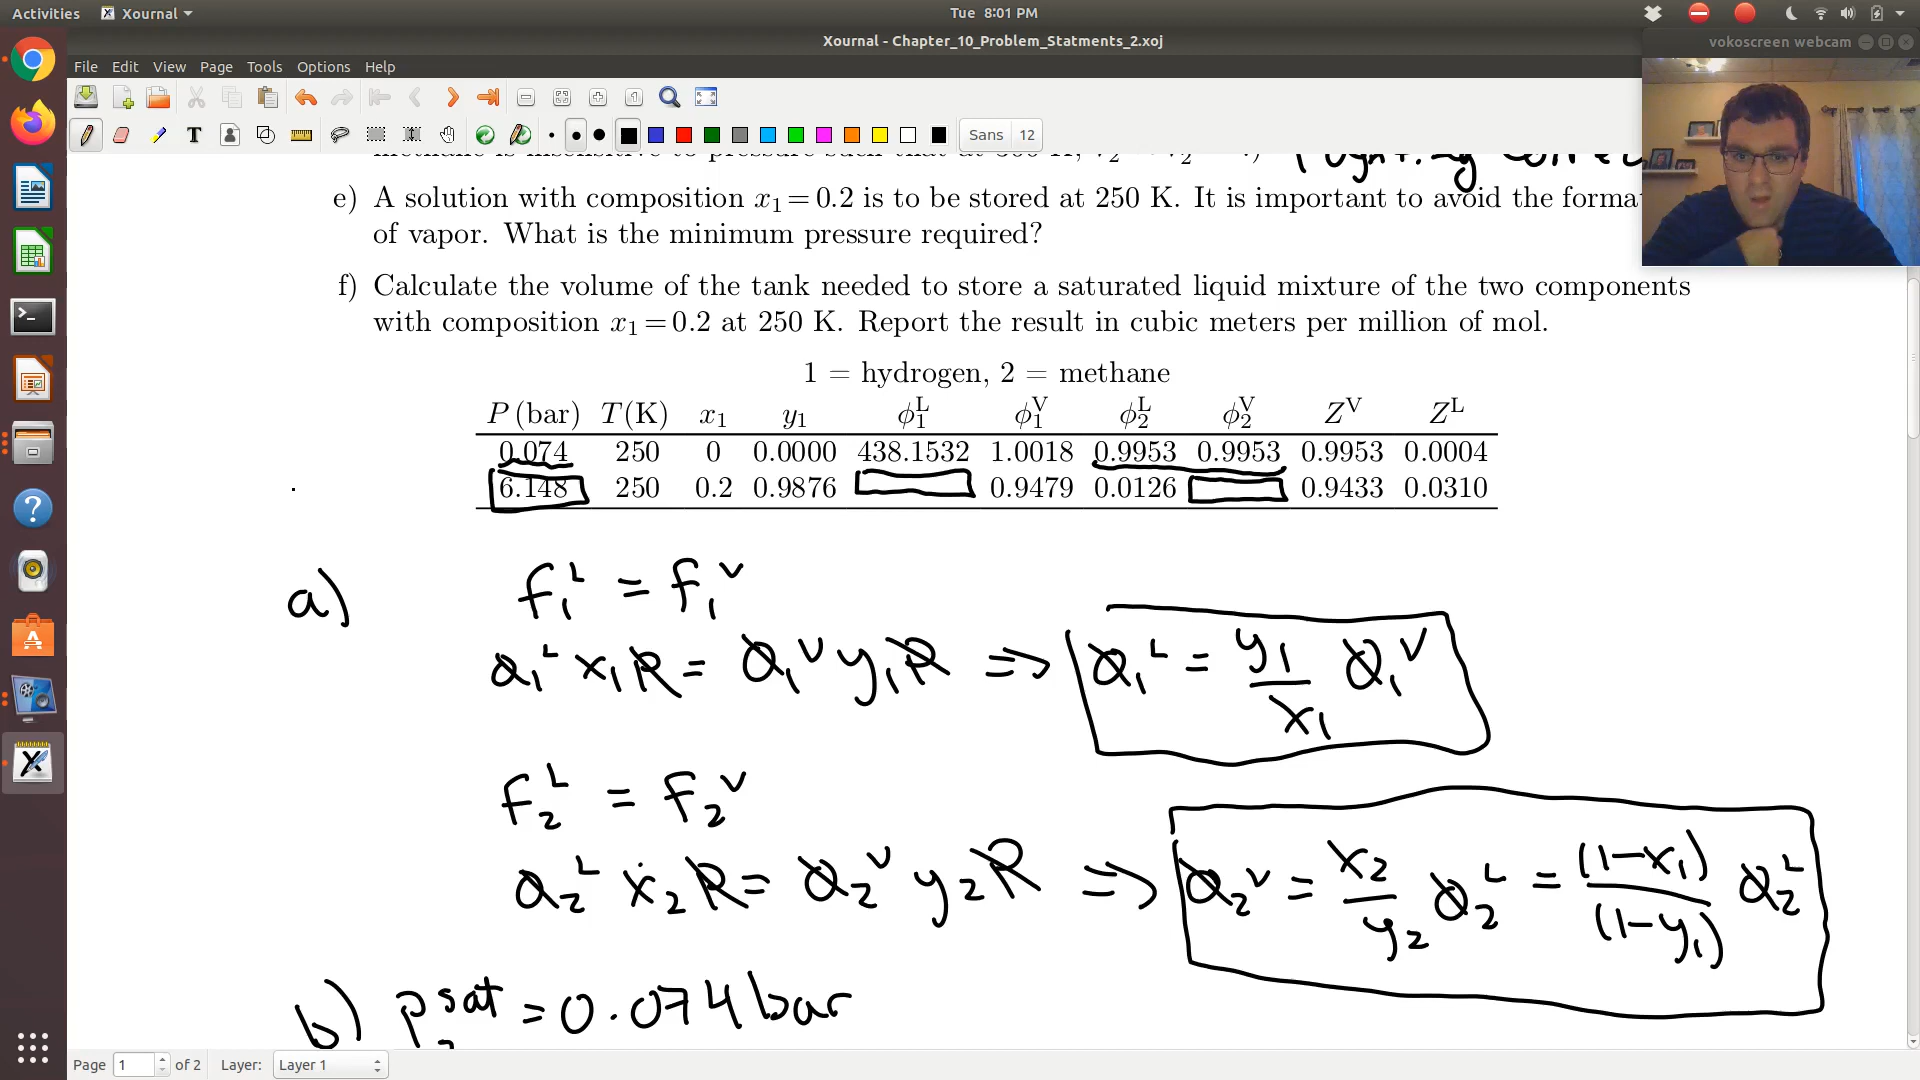 Activities Xournal Tue 8:01 PM
Xournal - Chapter_10_Problem_Statments_2.xoj
vokoscreen webcam
File Edit View Page Tools Options Help
Sans 12
methane is insensitive to pressure such that at
e) A solution with composition x₁ = 0.2 is to be stored at 250 K. It is important to avoid the forma
of vapor. What is the minimum pressure required?
f) Calculate the volume of the tank needed to store a saturated liquid mixture of the two components
with composition x₁ = 0.2 at 250 K. Report the result in cubic meters per million of mol.
1 = hydrogen, 2 = methane
P (bar) T(K) x₁ y₁ ϕ₁ᴸ ϕ₁ⱽ ϕ₂ᴸ ϕ₂ⱽ Zⱽ Zᴸ
0.074 250 0 0.0000 438.1532 1.0018 0.9953 0.9953 0.9953 0.0004
6.148 250 0.2 0.9876 0.9479 0.0126 0.9433 0.0310
a) f₁ᴸ = f₁ⱽ
ϕ₁ᴸ x₁ P = ϕ₁ⱽ y₁ P ⇒ ϕ₁ᴸ = y₁/x₁ ϕ₁ⱽ
f₂ᴸ = f₂ⱽ
ϕ₂ᴸ x₂ P = ϕ₂ⱽ y₂ P ⇒ ϕ₂ⱽ = x₂/y₂ ϕ₂ᴸ = (1-x₁)/(1-y₁) ϕ₂ᴸ
b) P₂ˢᵃᵗ = 0.074 bar
Page 1 of 2 Layer: Layer 1